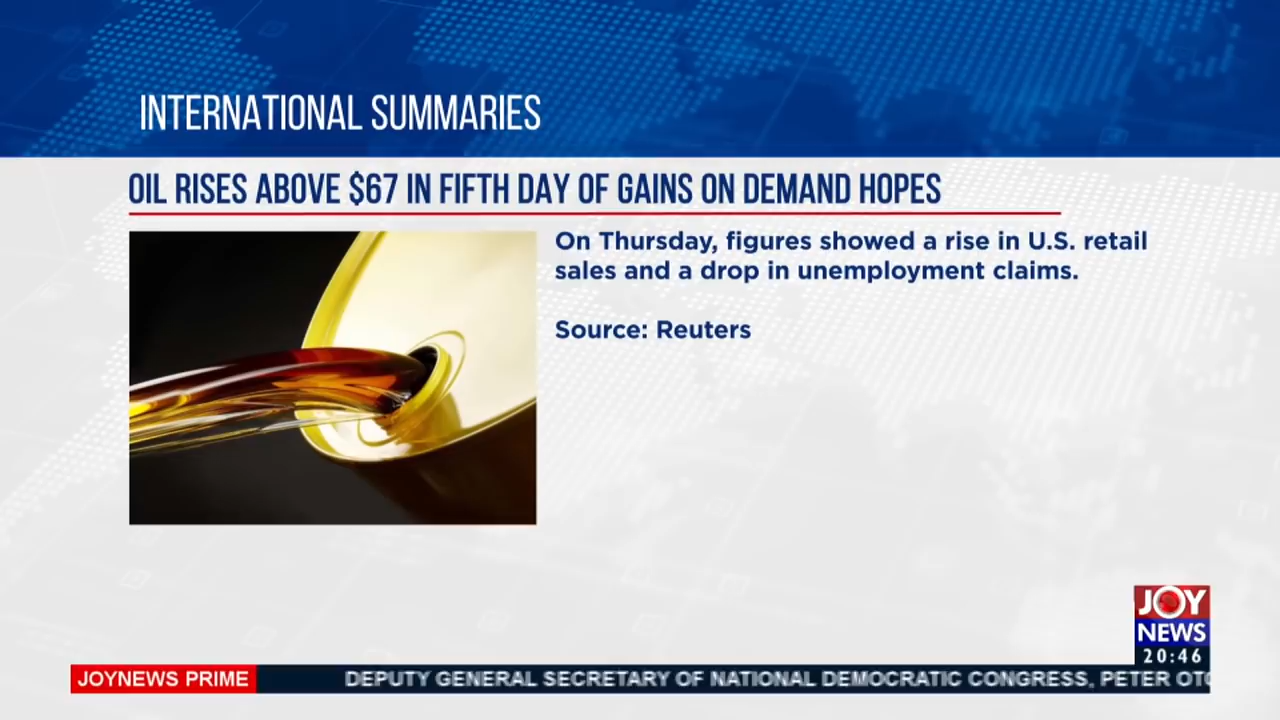 INTERNATIONAL SUMMARIES
OIL RISES ABOVE $67 IN FIFTH DAY OF GAINS ON DEMAND HOPES
On Thursday, figures showed a rise in U.S. retail
sales and a drop in unemployment claims.
Source: Reuters
JOY
NEWS
20:46
JOYNEWS PRIME
DEPUTY GENERAL SECRETARY OF NATIONAL DEMOCRATIC CONGRESS, PETER